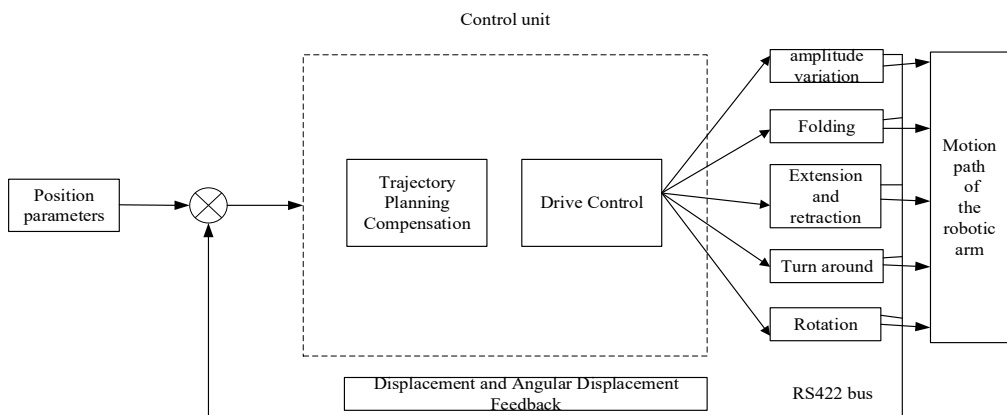 Control unit
Position
parameters
Trajectory
Planning
Compensation
Drive Control
amplitude
variation
Folding
Extension
and
retraction
Turn around
Rotation
Motion
path
of
the
robotic
arm
Displacement and Angular Displacement
Feedback
RS422 bus